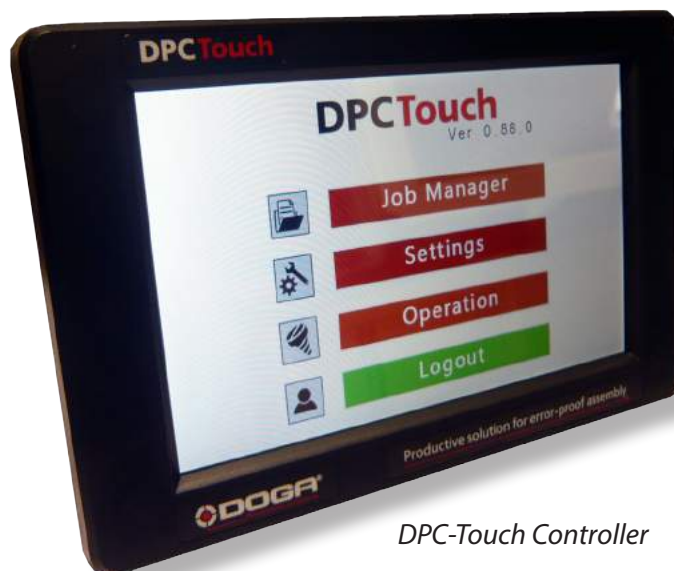 DPCTouch
DPCTouch
Ver 0.86.0
Job Manager
Settings
Operation
Logout
Productive solution for error-proof assembly
DOGA
DPC-Touch Controller